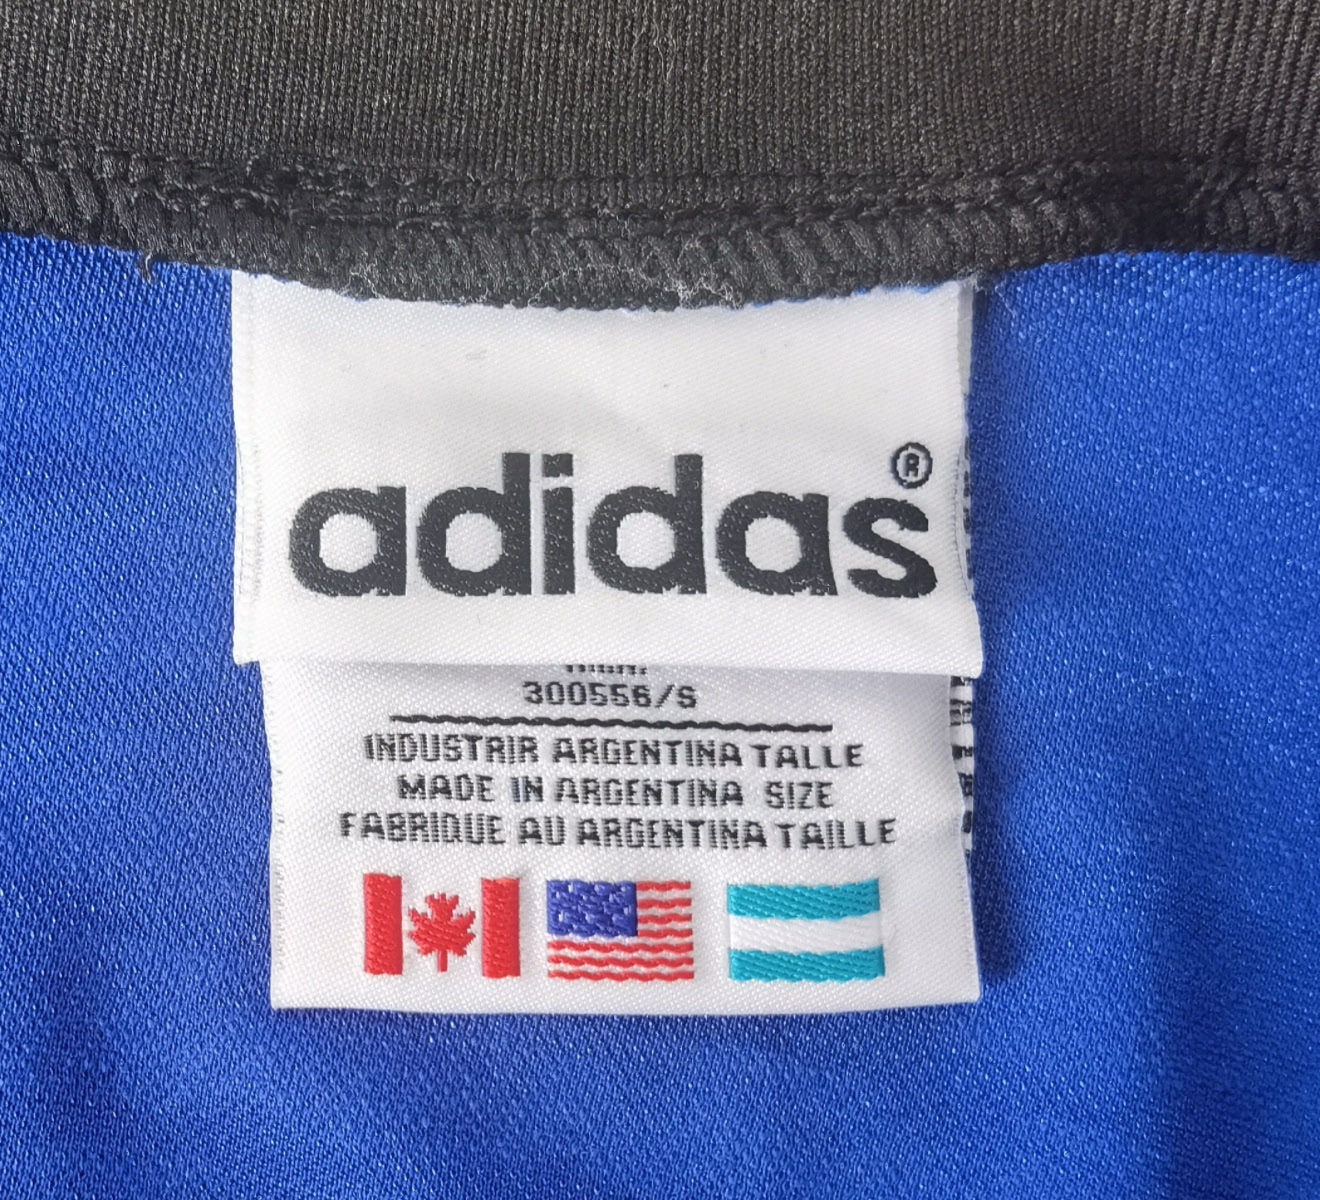 adidas®
300556/S
INDUSTRIR ARGENTINA TALLE
MADE IN ARGENTINA SIZE
FABRIQUE AU ARGENTINA TAILLE